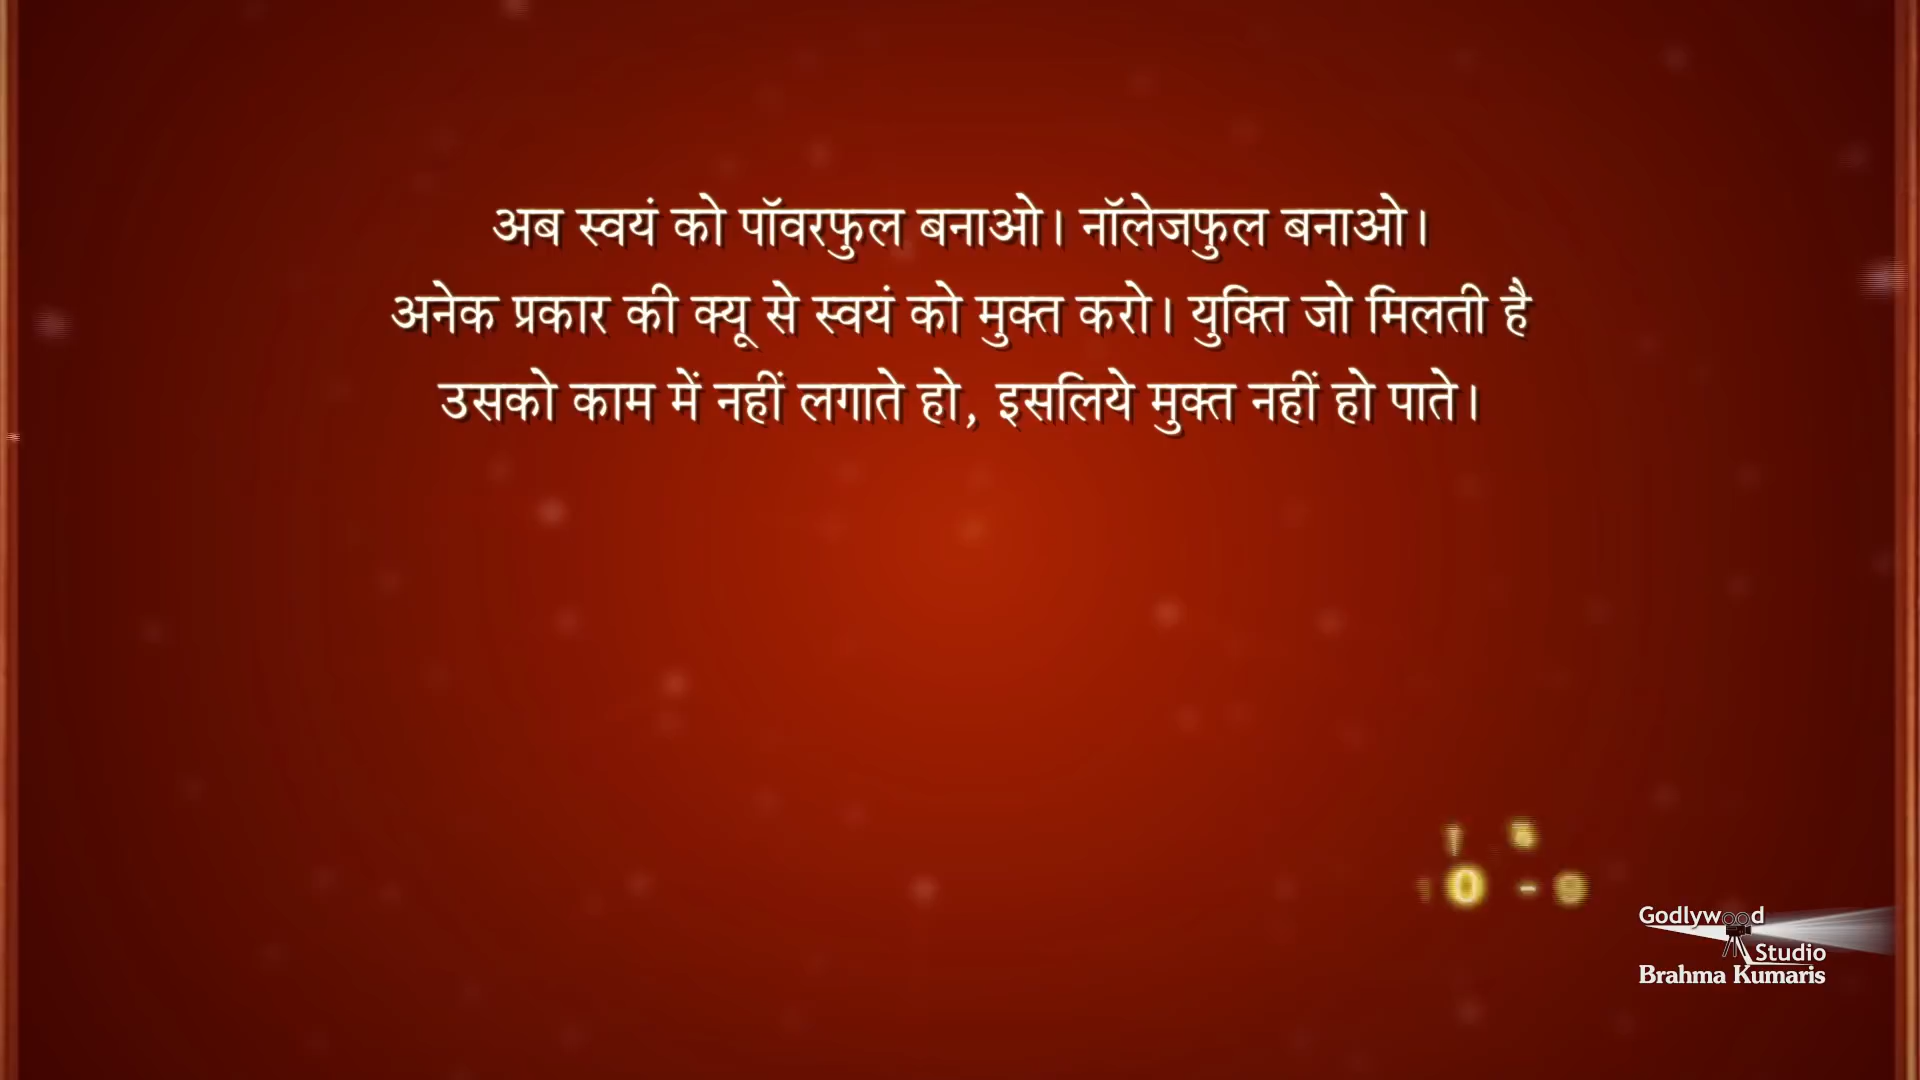 अब स्वयं को पॉवरफुल बनाओ। नॉलेजफुल बनाओ।
अनेक प्रकार की क्यू से स्वयं को मुक्त करो। युक्ति जो मिलती है
उसको काम में नहीं लगाते हो, इसलिये मुक्त नहीं हो पाते।
Godlywood
Studio
Brahma Kumaris